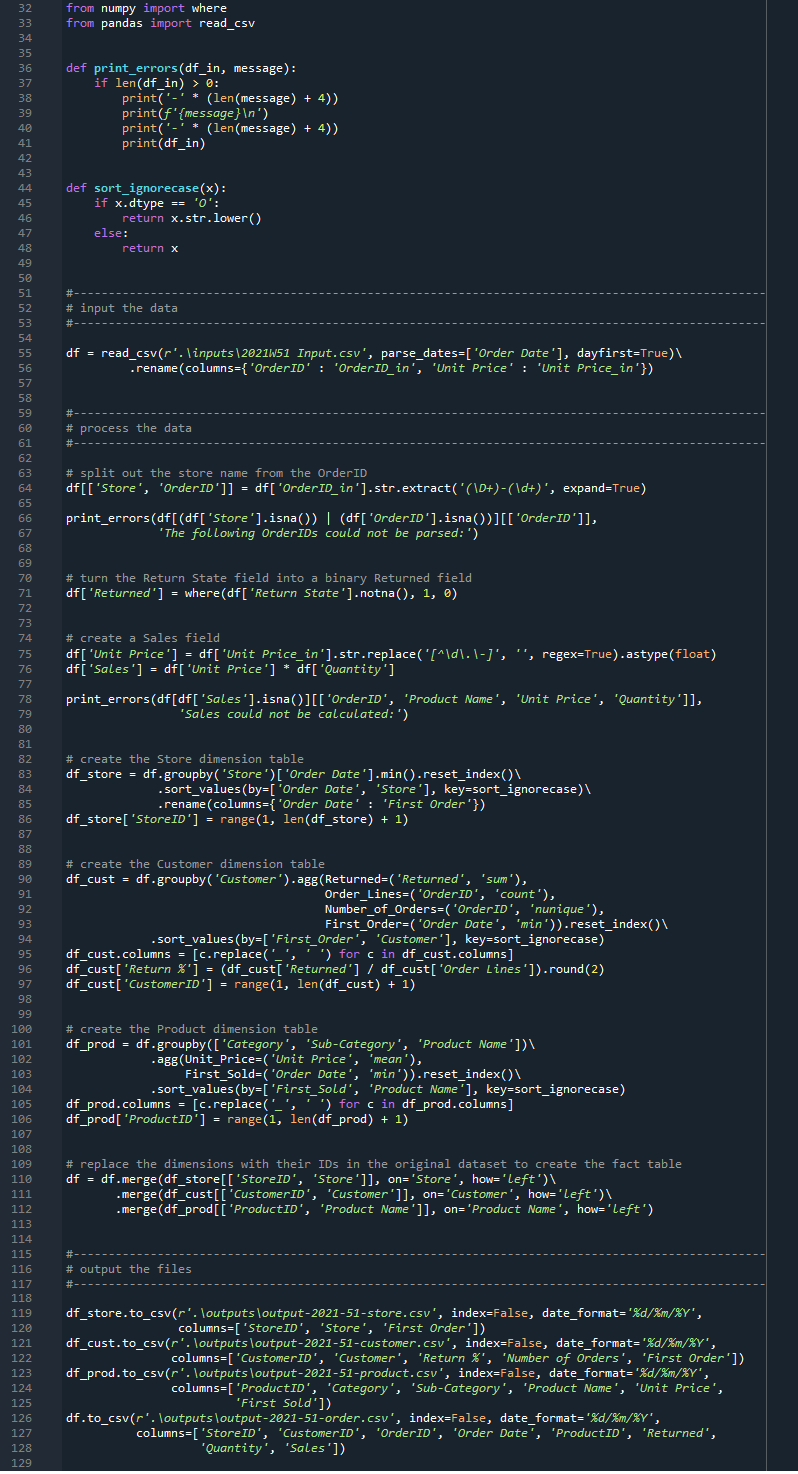 32 from numpy import where
33 from pandas import read_csv
34
35
36 def print_errors(df_in, message):
37     if len(df_in) > 0:
38         print('-' * (len(message) + 4))
39         print(f'{message}\n')
40         print('-' * (len(message) + 4))
41         print(df_in)
42
43
44 def sort_ignorecase(x):
45     if x.dtype == 'O':
46         return x.str.lower()
47     else:
48         return x
49
50
51 #---------------------------------------------------------------------------------------------------
52 # input the data
53 #---------------------------------------------------------------------------------------------------
54
55 df = read_csv(r'.\inputs\2021W51 Input.csv', parse_dates=['Order Date'], dayfirst=True)\
56          .rename(columns={'OrderID' : 'OrderID_in', 'Unit Price' : 'Unit Price_in'})
57
58
59 #---------------------------------------------------------------------------------------------------
60 # process the data
61 #---------------------------------------------------------------------------------------------------
62
63 # split out the store name from the OrderID
64 df[['Store', 'OrderID']] = df['OrderID_in'].str.extract('(\D+)-(\d+)', expand=True)
65
66 print_errors(df[(df['Store'].isna()) | (df['OrderID'].isna())][['OrderID']],
67              'The following OrderIDs could not be parsed:')
68
69
70 # turn the Return State field into a binary Returned field
71 df['Returned'] = where(df['Return State'].notna(), 1, 0)
72
73
74 # create a Sales field
75 df['Unit Price'] = df['Unit Price_in'].str.replace('[^\d\.\-]', '', regex=True).astype(float)
76 df['Sales'] = df['Unit Price'] * df['Quantity']
77
78 print_errors(df[df['Sales'].isna()][['OrderID', 'Product Name', 'Unit Price', 'Quantity']],
79                 'Sales could not be calculated:')
80
81
82 # create the Store dimension table
83 df_store = df.groupby('Store')['Order Date'].min().reset_index()\
84              .sort_values(by=['Order Date', 'Store'], key=sort_ignorecase)\
85              .rename(columns={'Order Date' : 'First Order'})
86 df_store['StoreID'] = range(1, len(df_store) + 1)
87
88
89 # create the Customer dimension table
90 df_cust = df.groupby('Customer').agg(Returned=('Returned', 'sum'),
91                                      Order_Lines=('OrderID', 'count'),
92                                      Number_of_Orders=('OrderID', 'nunique'),
93                                      First_Order=('Order Date', 'min')).reset_index()\
94             .sort_values(by=['First_Order', 'Customer'], key=sort_ignorecase)
95 df_cust.columns = [c.replace('_', ' ') for c in df_cust.columns]
96 df_cust['Return %'] = (df_cust['Returned'] / df_cust['Order Lines']).round(2)
97 df_cust['CustomerID'] = range(1, len(df_cust) + 1)
98
99
100 # create the Product dimension table
101 df_prod = df.groupby(['Category', 'Sub-Category', 'Product Name'])\
102             .agg(Unit_Price=('Unit Price', 'mean'),
103                  First_Sold=('Order Date', 'min')).reset_index()\
104             .sort_values(by=['First_Sold', 'Product Name'], key=sort_ignorecase)
105 df_prod.columns = [c.replace('_', ' ') for c in df_prod.columns]
106 df_prod['ProductID'] = range(1, len(df_prod) + 1)
107
108
109 # replace the dimensions with their IDs in the original dataset to create the fact table
110 df = df.merge(df_store[['StoreID', 'Store']], on='Store', how='left')\
111        .merge(df_cust[['CustomerID', 'Customer']], on='Customer', how='left')\
112        .merge(df_prod[['ProductID', 'Product Name']], on='Product Name', how='left')
113
114
115 #---------------------------------------------------------------------------------------------------
116 # output the files
117 #---------------------------------------------------------------------------------------------------
118
119 df_store.to_csv(r'.\outputs\output-2021-51-store.csv', index=False, date_format='%d/%m/%Y',
120                 columns=['StoreID', 'Store', 'First Order'])
121 df_cust.to_csv(r'.\outputs\output-2021-51-customer.csv', index=False, date_format='%d/%m/%Y',
122                columns=['CustomerID', 'Customer', 'Return %', 'Number of Orders', 'First Order'])
123 df_prod.to_csv(r'.\outputs\output-2021-51-product.csv', index=False, date_format='%d/%m/%Y',
124                columns=['ProductID', 'Category', 'Sub-Category', 'Product Name', 'Unit Price',
125                         'First Sold'])
126 df.to_csv(r'.\outputs\output-2021-51-order.csv', index=False, date_format='%d/%m/%Y',
127           columns=['StoreID', 'CustomerID', 'OrderID', 'Order Date', 'ProductID', 'Returned',
128                    'Quantity', 'Sales'])
129